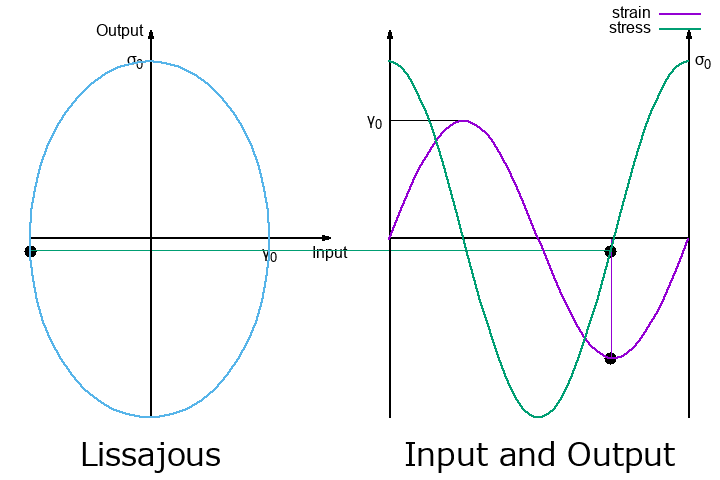 Output
σ0
γ0
Input
Lissajous
strain
stress
σ0
γ0
Input and Output